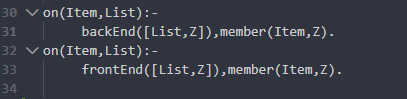 30 on(Item,List):-
31 backEnd([List,Z]),member(Item,Z).
32 on(Item,List):-
33 frontEnd([List,Z]),member(Item,Z).
34